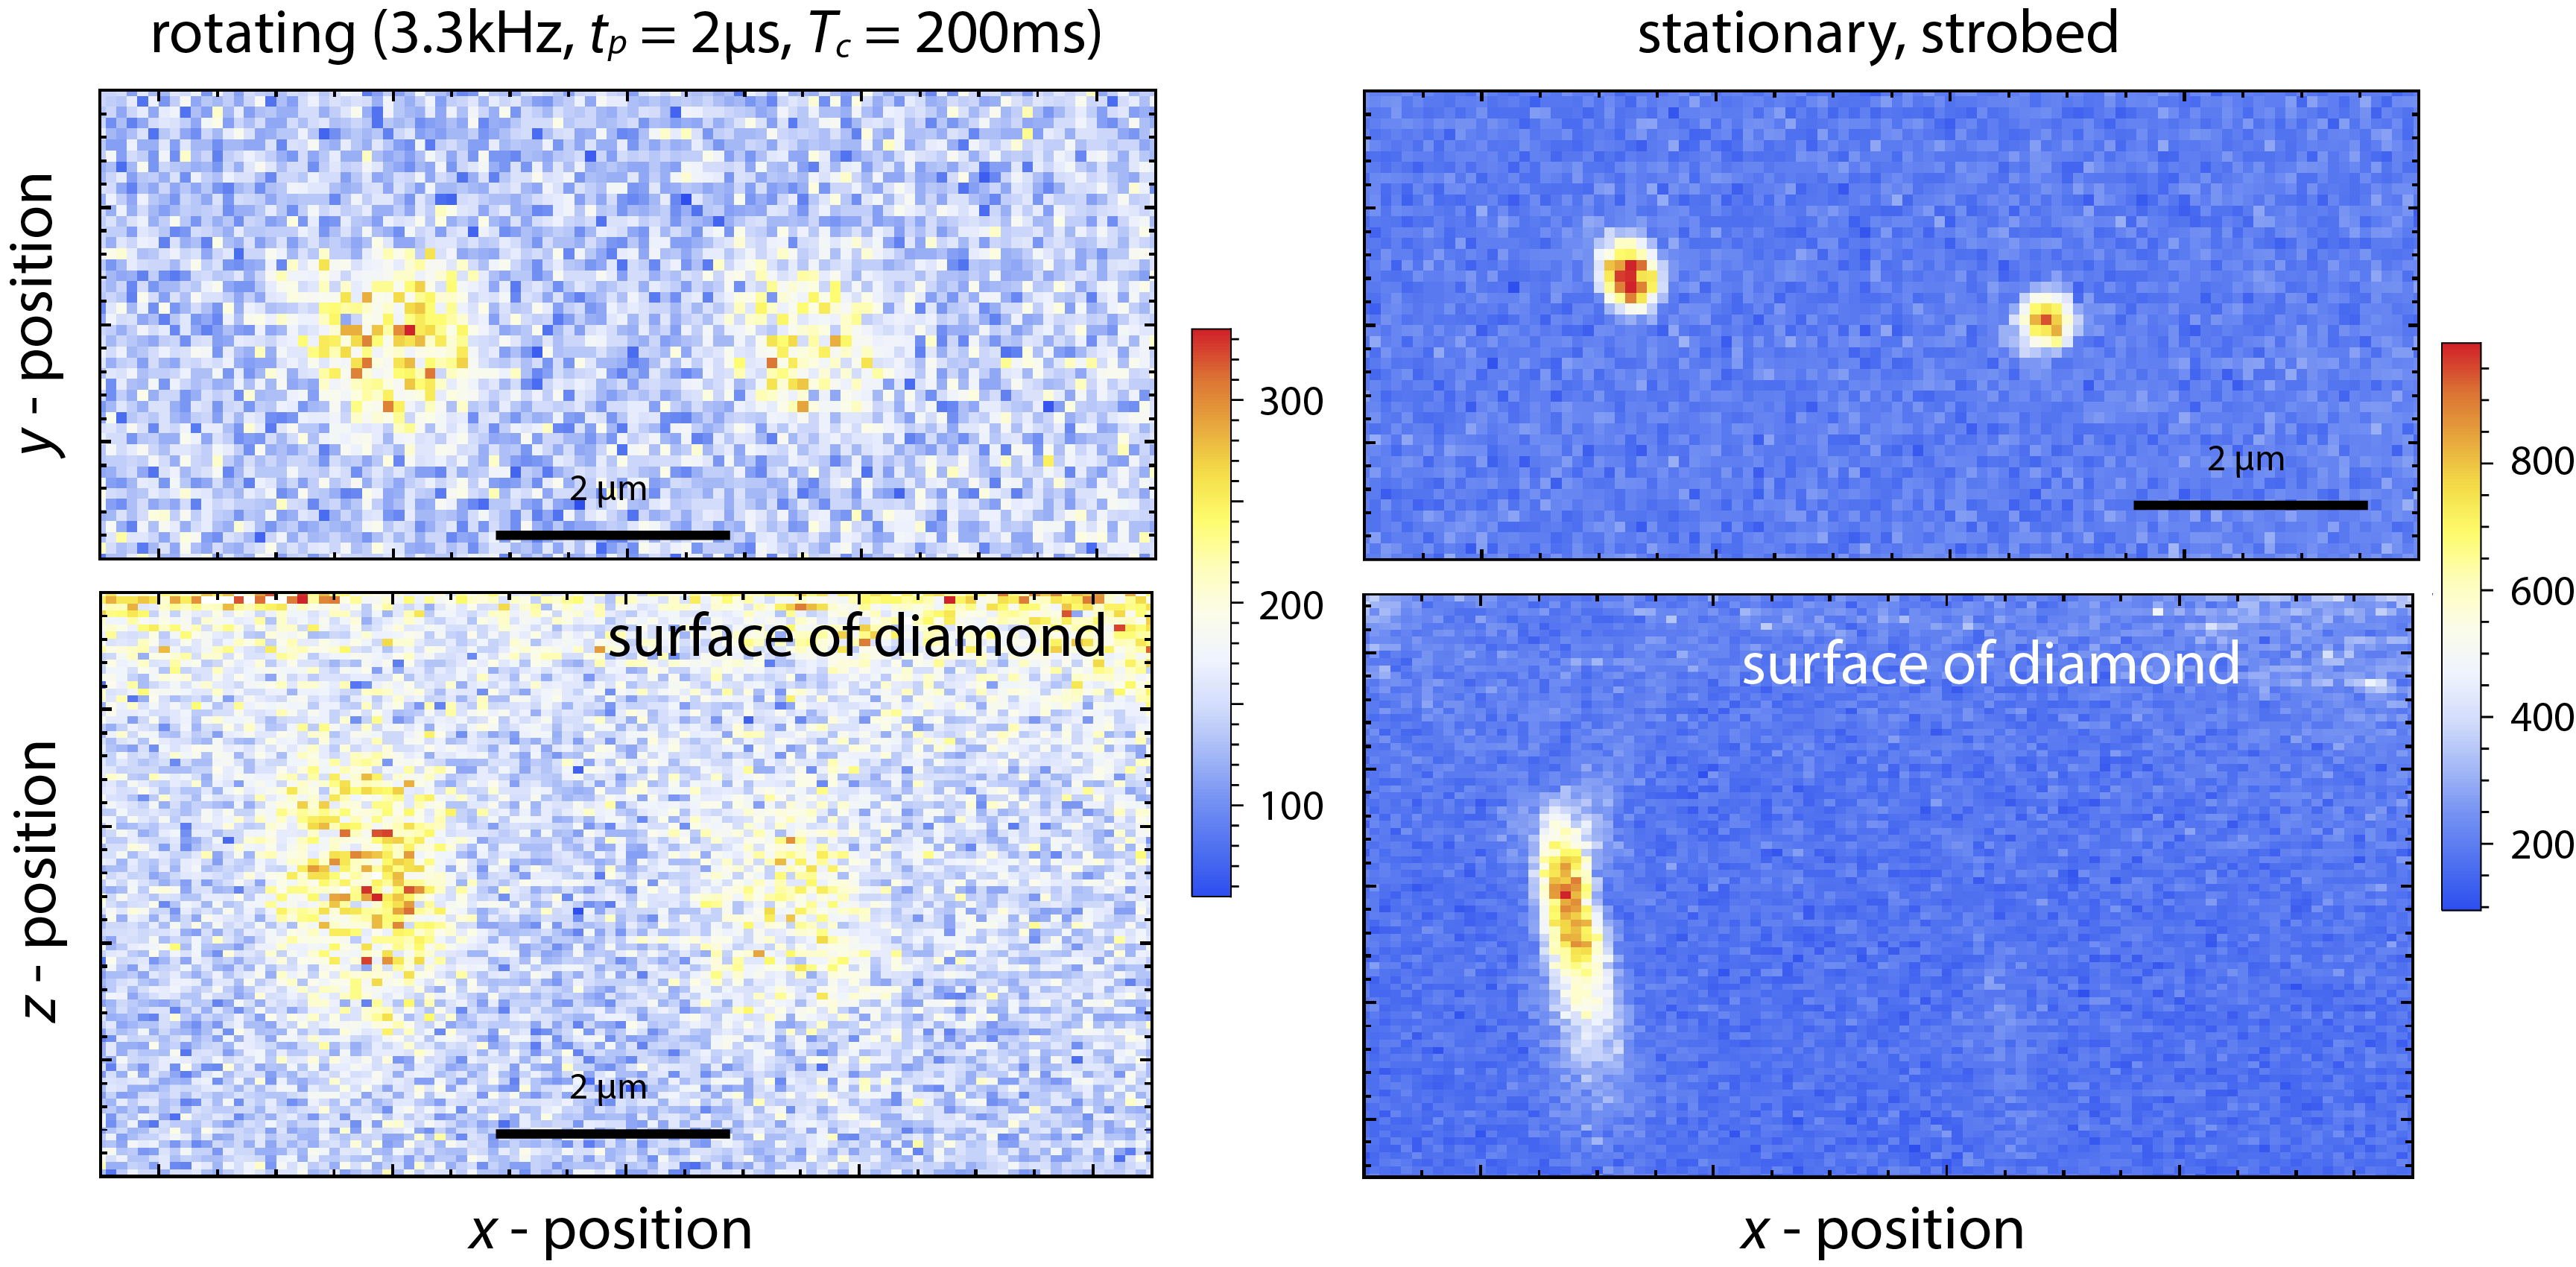 rotating (3.3kHz, tp = 2μs, Tc = 200ms)
stationary, strobed
y - position
2 μm
2 μm
300
200
100
800
600
400
200
z - position
surface of diamond
surface of diamond
2 μm
x - position
x - position